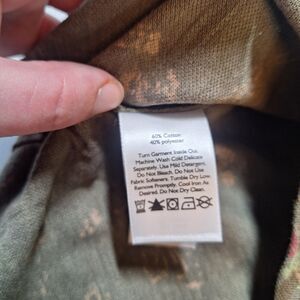 60% Cotton
40% polyester
Turn Garment Inside Out.
Machine Wash Cold Delicate
Separately. Use Mild Detergent.
Do Not Bleach. Do Not Use
Fabric Softeners. Tumble Dry Low.
Remove Promptly. Cool Iron As
Desired. Do Not Dry Clean.